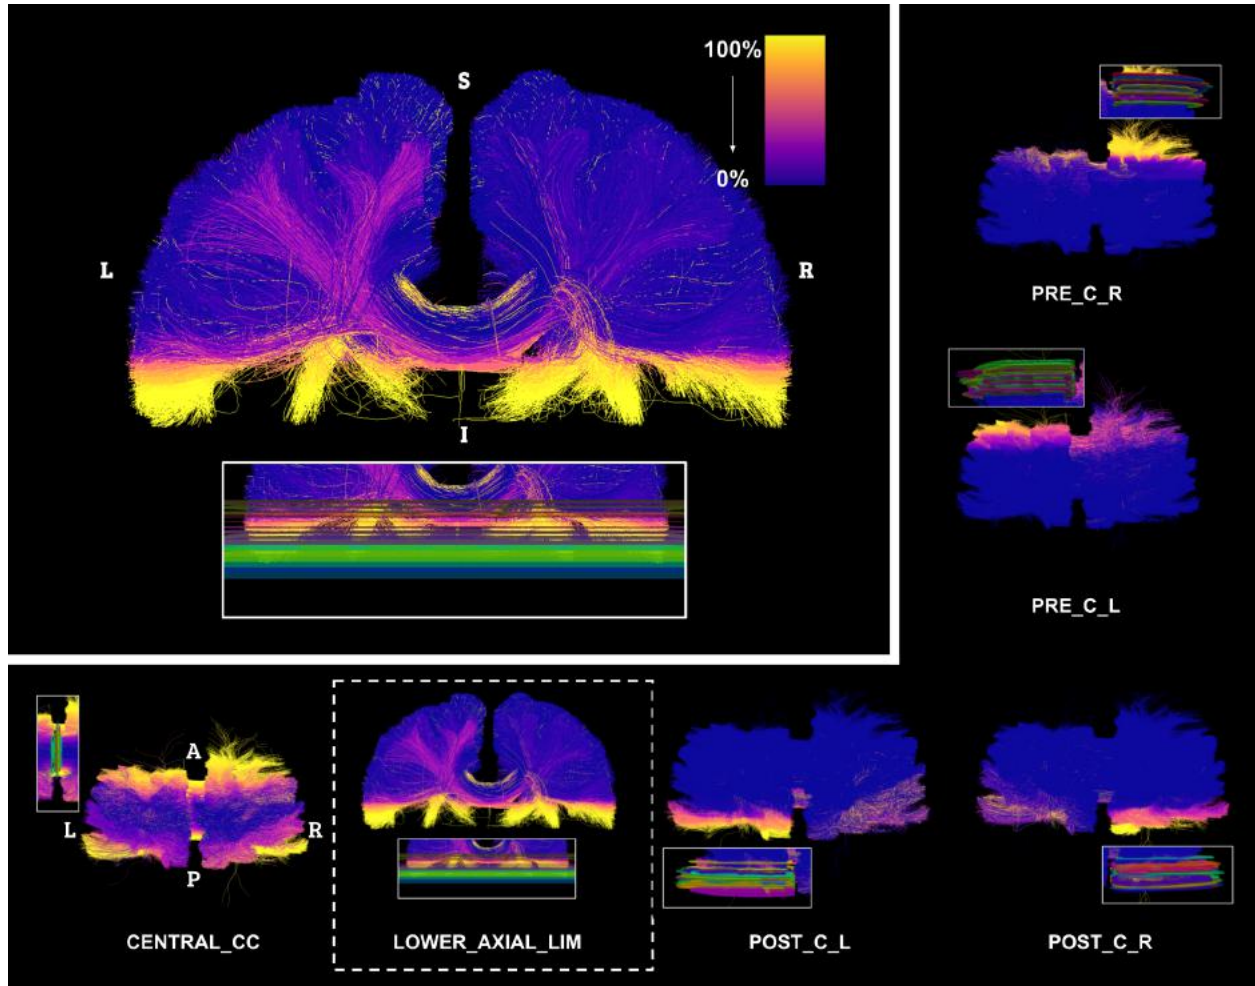 100%
S
0%
L
R
I
PRE_C_R
PRE_C_L
A
L
R
P
CENTRAL_CC
LOWER_AXIAL_LIM
POST_C_L
POST_C_R